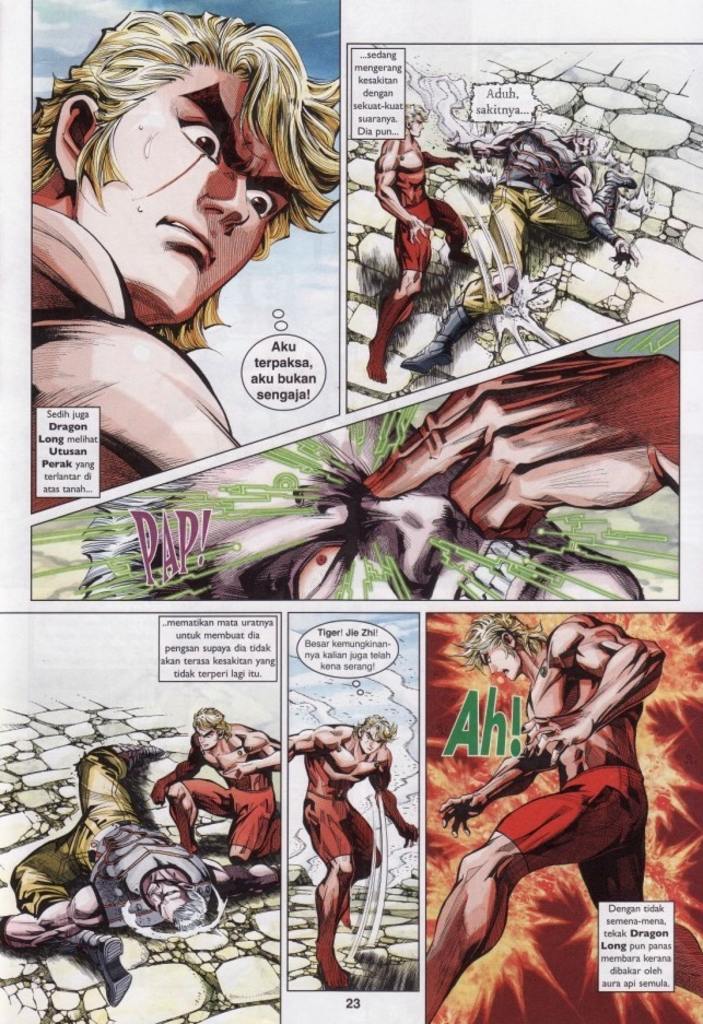 Aku
terpaksa,
aku bukan
sengaja!
Sedih juga
Dragon
Long melihat
Utusan
Perak yang
terlantar di
atas tanah...
...sedang
mengerang
kesakitan
dengan
sekuat-kuat
suaranya.
Dia pun...
Aduh,
sakitnya...
PAP!
..mematikan mata uratnya
untuk membuat dia
pengsan supaya dia tidak
akan terasa kesakitan yang
tidak terperi lagi itu.
Tiger! Jie Zhi!
Besar kemungkinan-
nya kalian juga telah
kena serang!
Ah!
Dengan tidak
semena-mena,
tekak Dragon
Long pun panas
membara kerana
dibakar oleh
aura api semula.
23